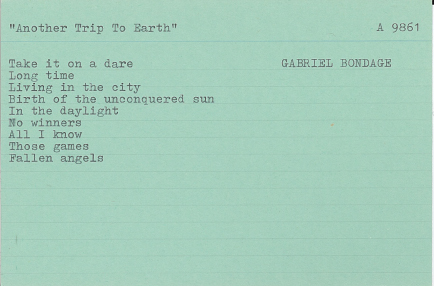 "Another Trip To Earth" A 9861
Take it on a dare GABRIEL BONDAGE
Long time
Living in the city
Birth of the unconquered sun
In the daylight
No winners
All I know
Those games
Fallen angels